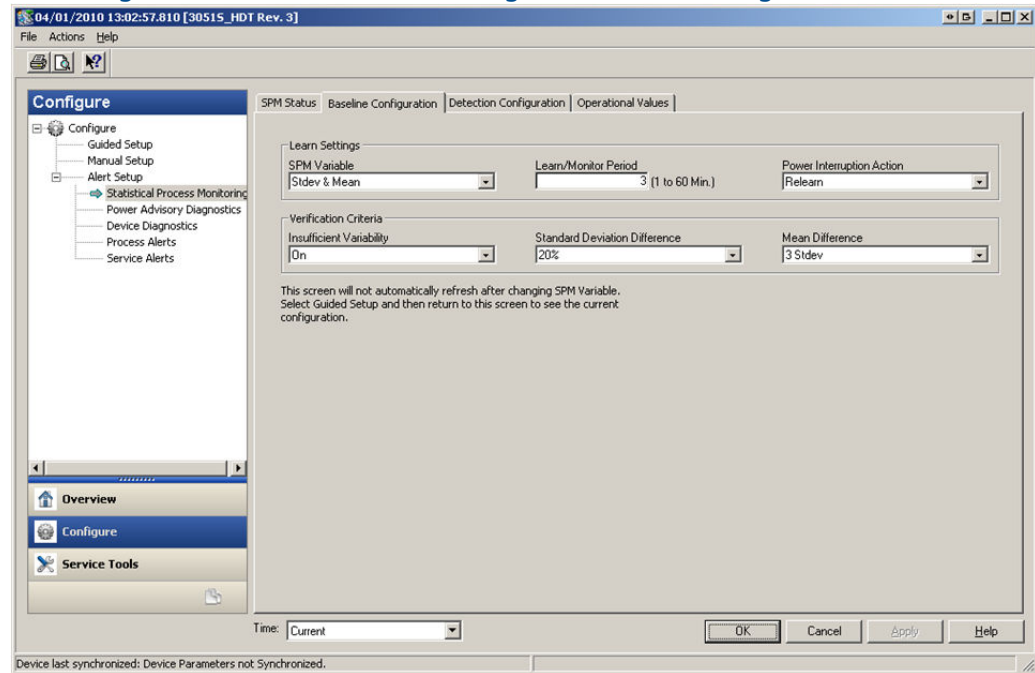 04/01/2010 13:02:57.810 [3051S_HDT Rev. 3]
File Actions Help
Configure
Configure
Guided Setup
Manual Setup
Alert Setup
Statistical Process Monitoring
Power Advisory Diagnostics
Device Diagnostics
Process Alerts
Service Alerts
Overview
Configure
Service Tools
SPM Status Baseline Configuration Detection Configuration Operational Values
Learn Settings
SPM Variable Learn/Monitor Period Power Interruption Action
Stdev & Mean 3 (1 to 60 Min.) Relearn
Verification Criteria
Insufficient Variability Standard Deviation Difference Mean Difference
On 20% 3 Stdev
This screen will not automatically refresh after changing SPM Variable.
Select Guided Setup and then return to this screen to see the current
configuration.
Time: Current OK Cancel Apply Help
Device last synchronized: Device Parameters not Synchronized.